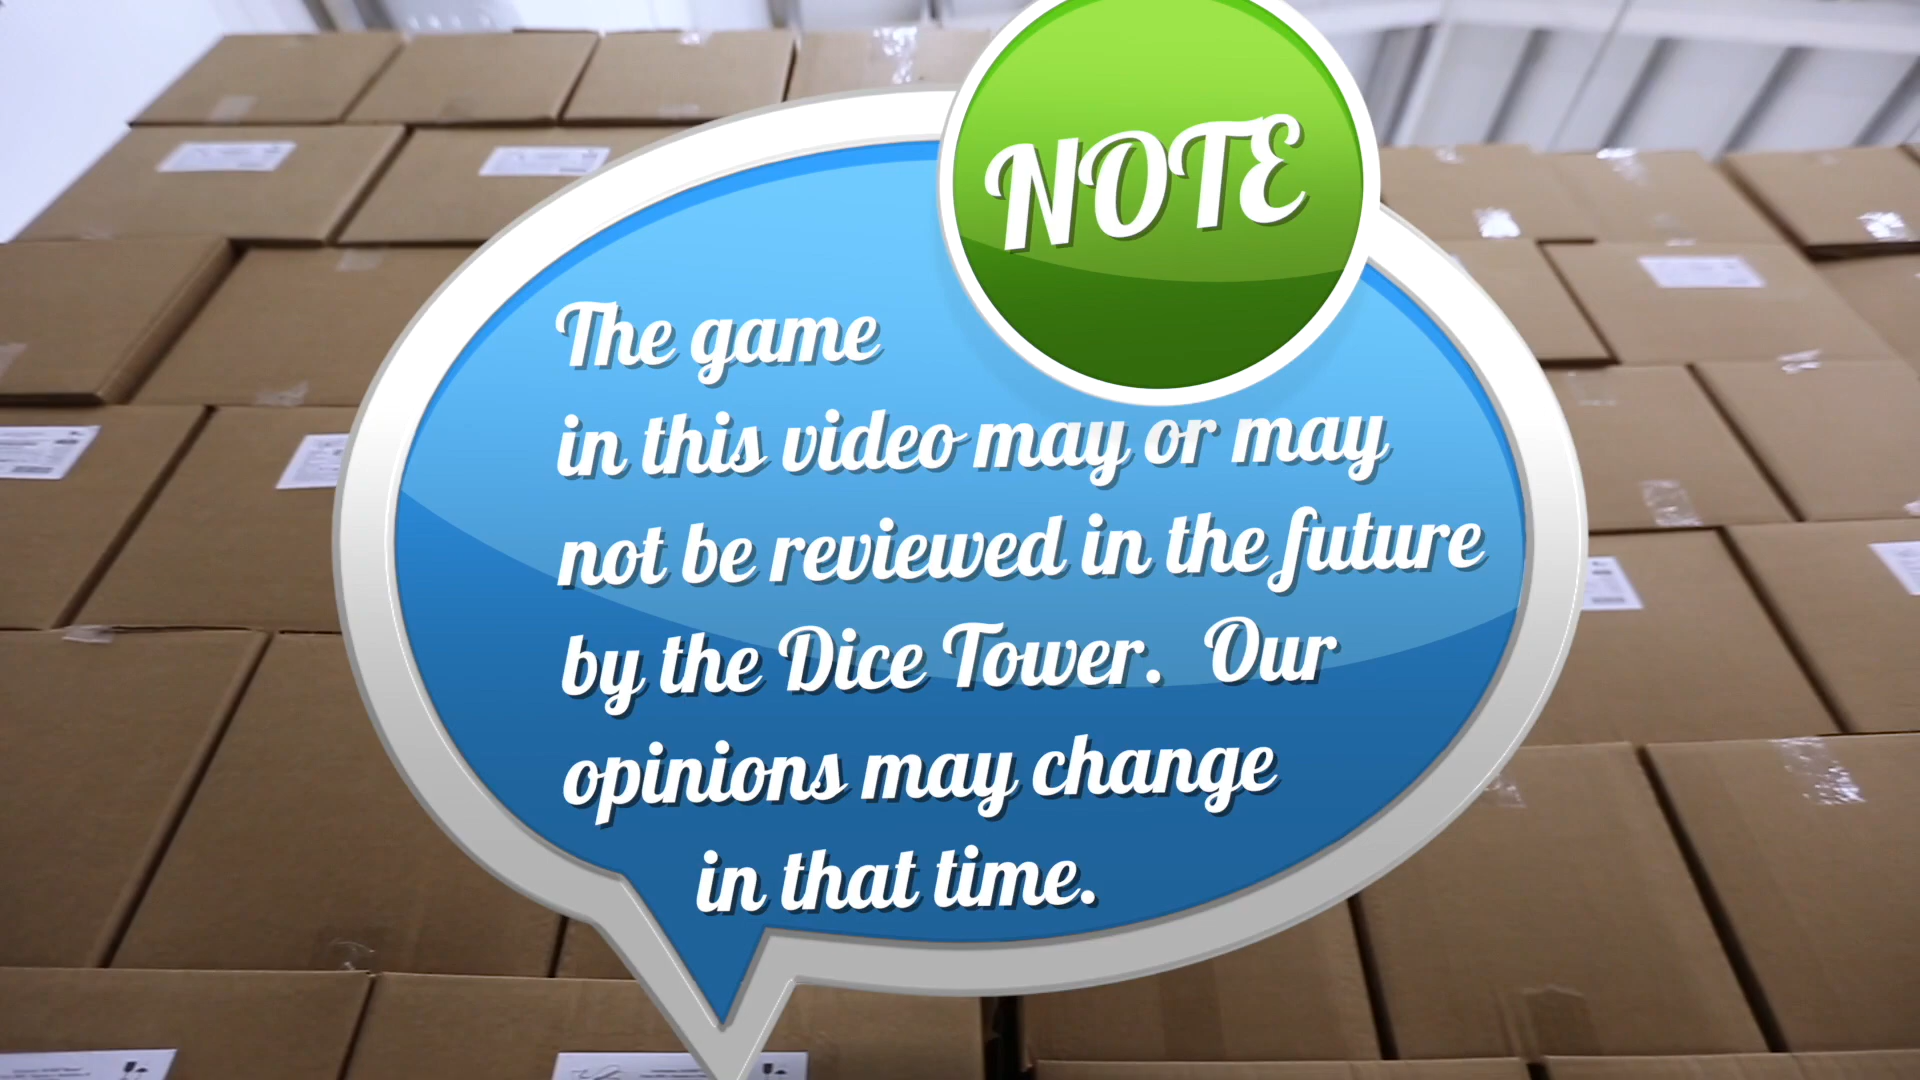 NOTE
The game
in this video may or may
not be reviewed in the future
by the Dice Tower. Our
opinions may change
in that time.